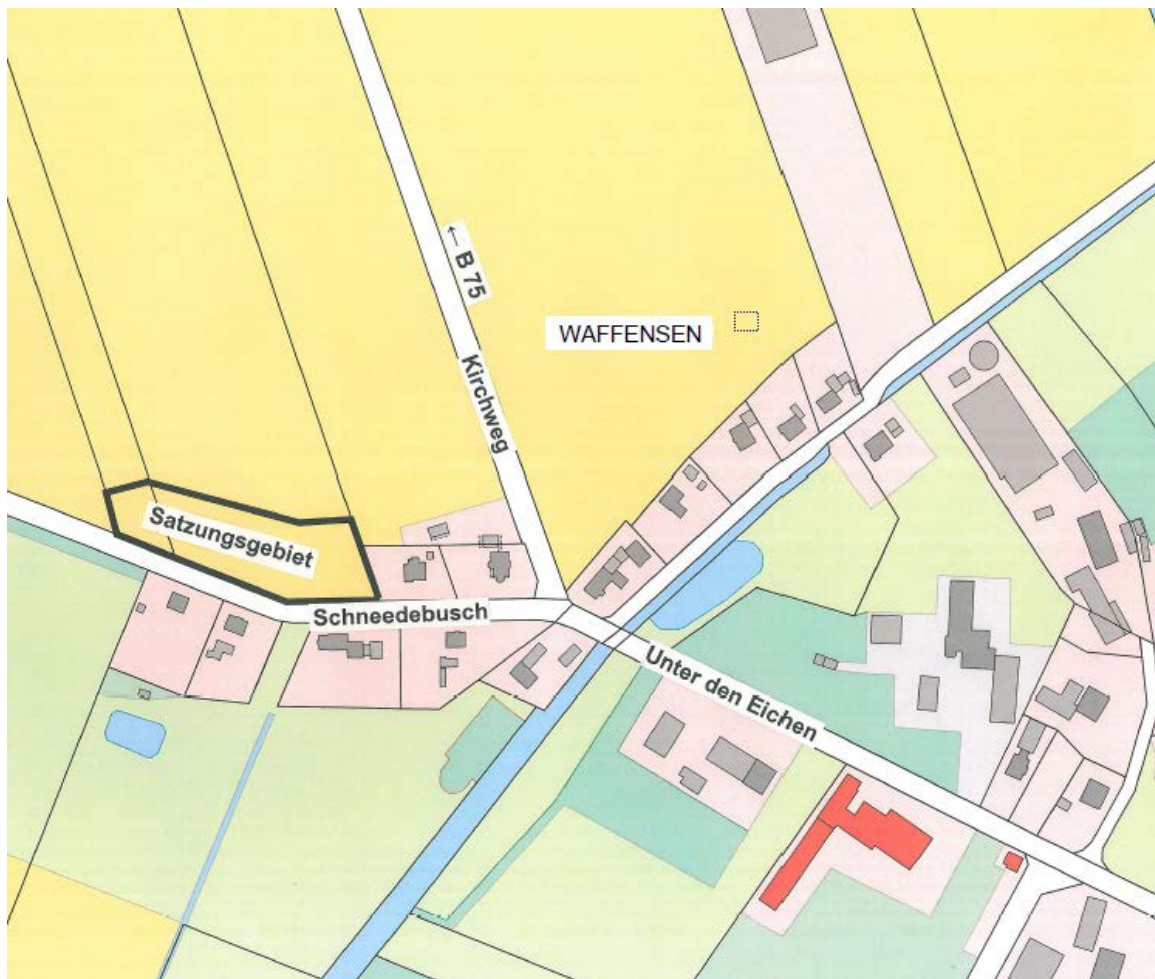 ← B 75
WAFFENSEN
Kirchweg
Satzungsgebiet
Schneedebusch
Unter den Eichen